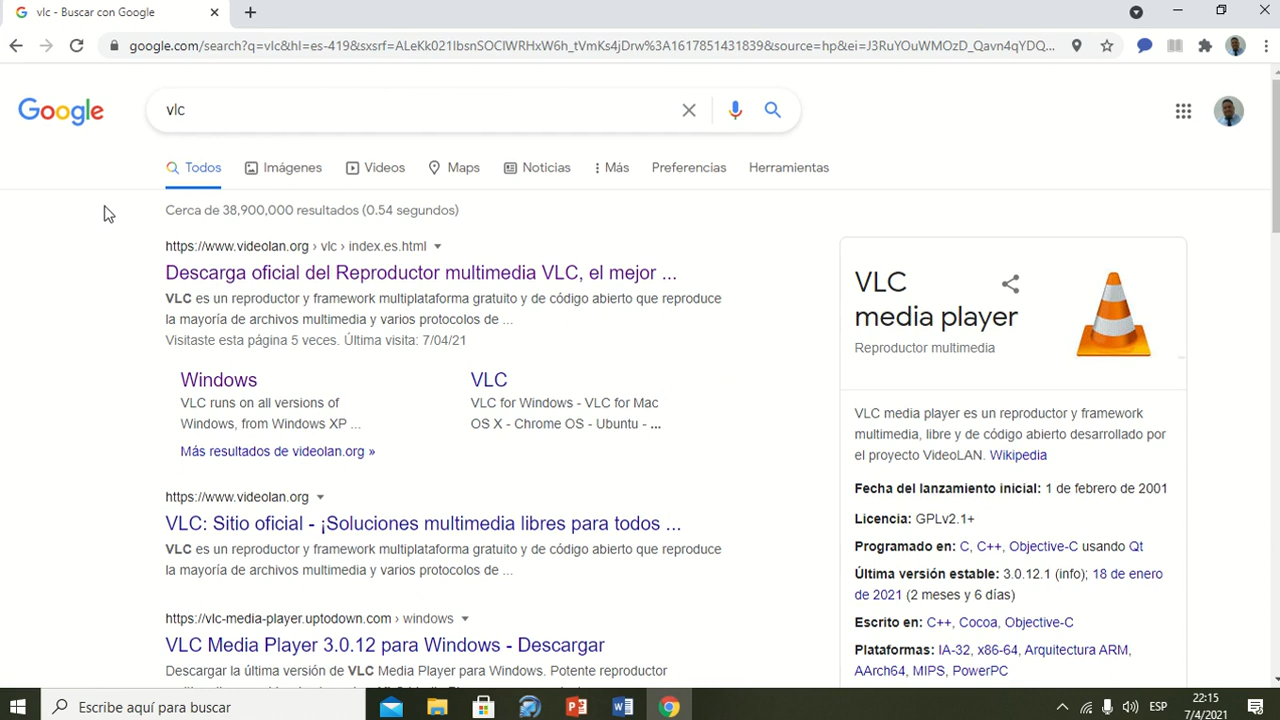 vlc - Buscar con Google
google.com/search?q=vlc&hl=es-419&sxsrf=ALeKk021bsnSOClWRHxW6h_tVmKs4jDrw%3A1617851431839&source=hp&ei=J3RuYOuWMOzD_Qavn4qYDQ...
Google
vlc
Todos
Imágenes
Videos
Maps
Noticias
Más
Preferencias
Herramientas
Cerca de 38,900,000 resultados (0.54 segundos)
https://www.videolan.org › vlc › index.es.html
Descarga oficial del Reproductor multimedia VLC, el mejor ...
VLC es un reproductor y framework multiplataforma gratuito y de código abierto que reproduce
la mayoría de archivos multimedia y varios protocolos de ...
Visitaste esta página 5 veces. Última visita: 7/04/21
Windows
VLC runs on all versions of
Windows, from Windows XP ...
VLC
VLC for Windows - VLC for Mac
OS X - Chrome OS - Ubuntu - ...
Más resultados de videolan.org »
https://www.videolan.org
VLC: Sitio oficial - ¡Soluciones multimedia libres para todos ...
VLC es un reproductor y framework multiplataforma gratuito y de código abierto que reproduce
la mayoría de archivos multimedia y varios protocolos de ...
https://vlc-media-player.uptodown.com › windows
VLC Media Player 3.0.12 para Windows - Descargar
Descargar la última versión de VLC Media Player para Windows. Potente reproductor
VLC
media player
Reproductor multimedia
VLC media player es un reproductor y framework
multimedia, libre y de código abierto desarrollado por
el proyecto VideoLAN. Wikipedia
Fecha del lanzamiento inicial: 1 de febrero de 2001
Licencia: GPLv2.1+
Programado en: C, C++, Objective-C usando Qt
Última versión estable: 3.0.12.1 (info); 18 de enero
de 2021 (2 meses y 6 días)
Escrito en: C++, Cocoa, Objective-C
Plataformas: IA-32, x86-64, Arquitectura ARM,
AArch64, MIPS, PowerPC
Escribe aquí para buscar
ESP
22:15
7/4/2021